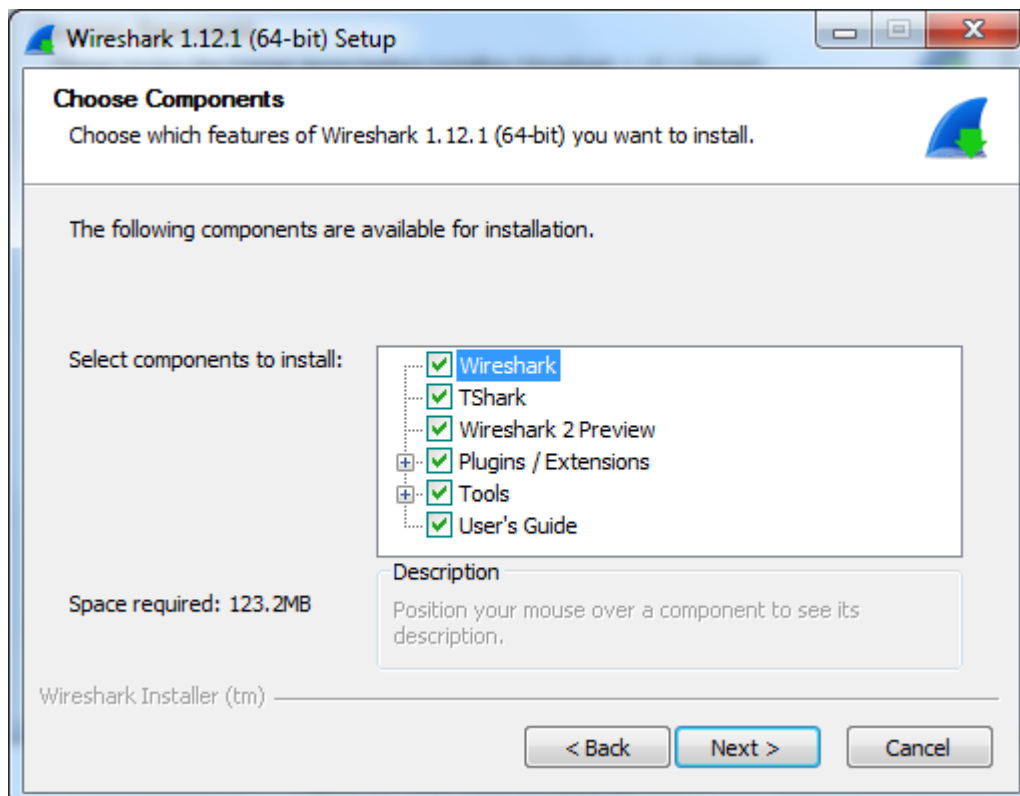 Wireshark 1.12.1 (64-bit) Setup
Choose Components
Choose which features of Wireshark 1.12.1 (64-bit) you want to install.
The following components are available for installation.
Select components to install:
Wireshark
TShark
Wireshark 2 Preview
Plugins / Extensions
Tools
User's Guide
Space required: 123.2MB
Description
Position your mouse over a component to see its
description.
Wireshark Installer (tm)
< Back
Next >
Cancel